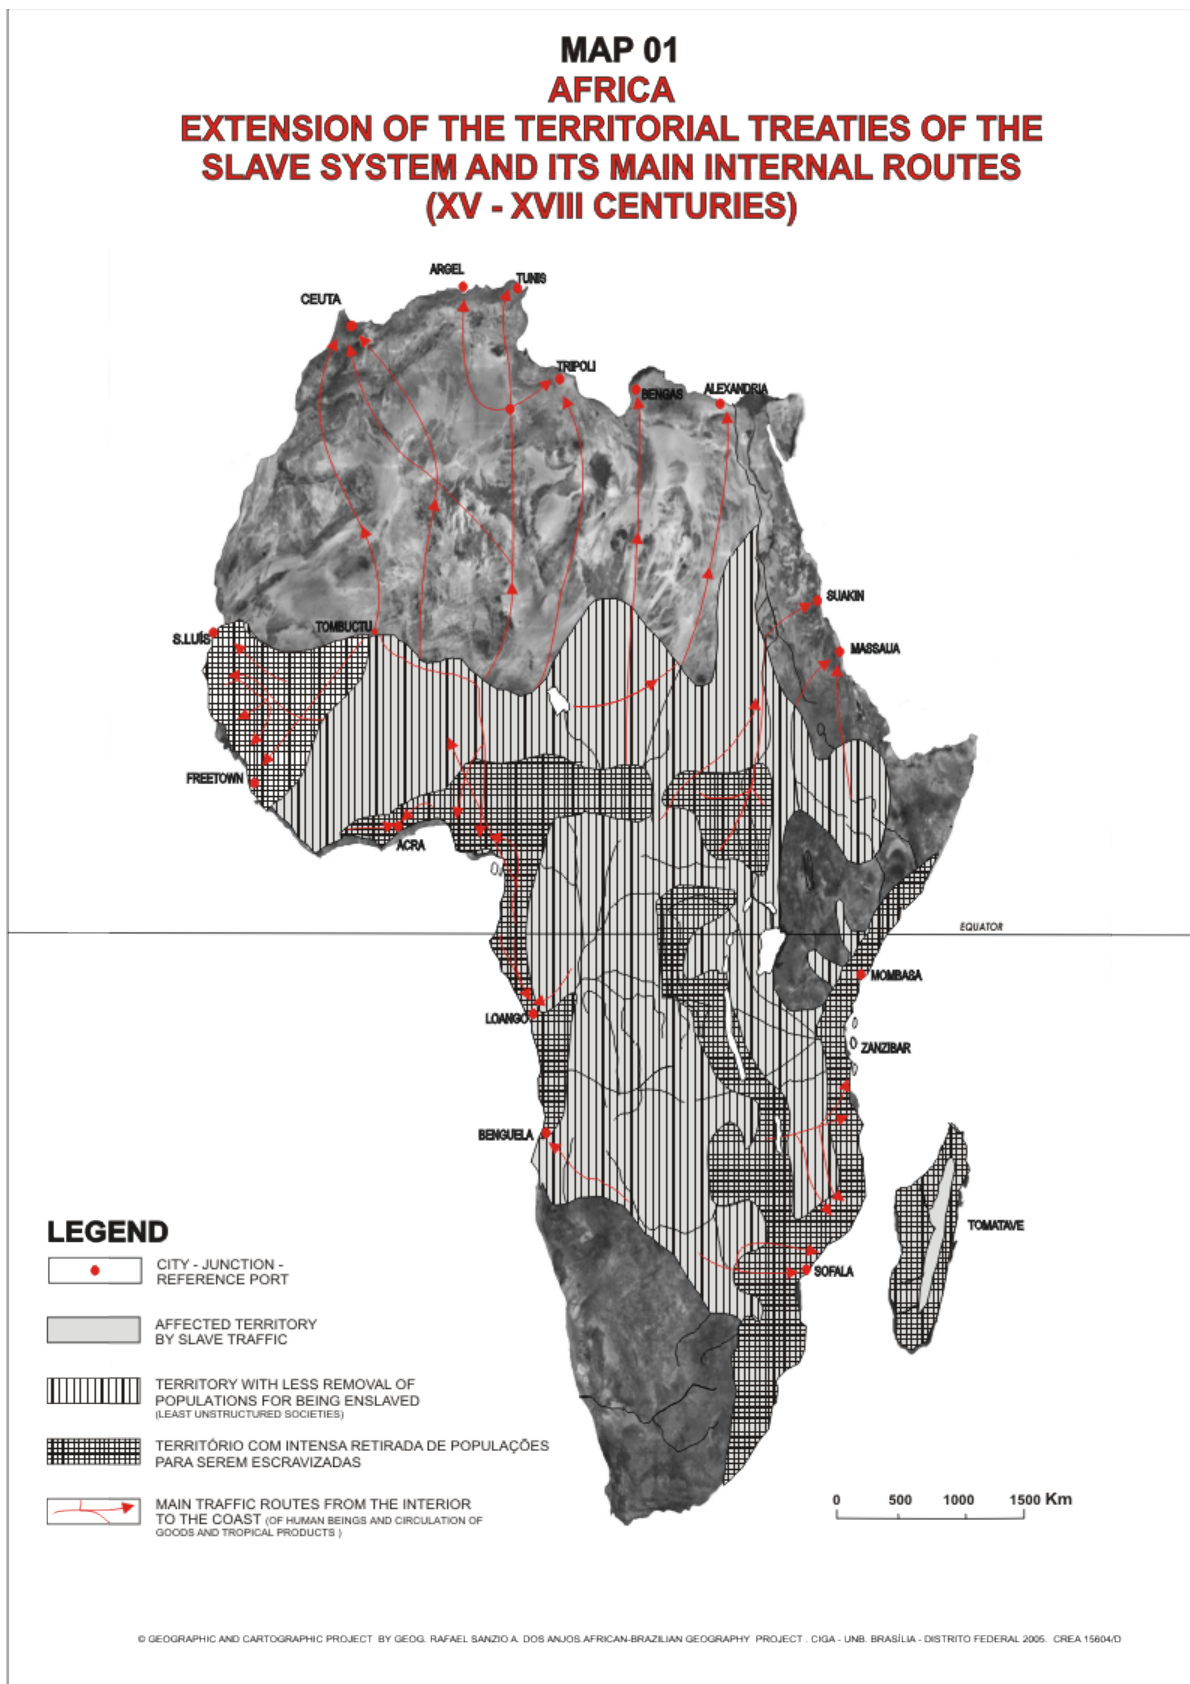 MAP 01
AFRICA
EXTENSION OF THE TERRITORIAL TREATIES OF THE
SLAVE SYSTEM AND ITS MAIN INTERNAL ROUTES
(XV - XVIII CENTURIES)
ARGEL
TUNIS
CEUTA
TRIPOLI
BENGAS
ALEXANDRIA
SUAKIN
S.LUÍS
TOMBUCTU
MASSAUA
FREETOWN
ACRA
EQUATOR
MOMBASA
LOANGO
ZANZIBAR
BENGUELA
TOMATAVE
SOFALA
LEGEND
CITY - JUNCTION -
REFERENCE PORT
AFFECTED TERRITORY
BY SLAVE TRAFFIC
TERRITORY WITH LESS REMOVAL OF
POPULATIONS FOR BEING ENSLAVED
(LEAST UNSTRUCTURED SOCIETIES)
TERRITÓRIO COM INTENSA RETIRADA DE POPULAÇÕES
PARA SEREM ESCRAVIZADAS
MAIN TRAFFIC ROUTES FROM THE INTERIOR
TO THE COAST (OF HUMAN BEINGS AND CIRCULATION OF
GOODS AND TROPICAL PRODUCTS )
0 500 1000 1500 Km
© GEOGRAPHIC AND CARTOGRAPHIC PROJECT BY GEOG. RAFAEL SANZIO A. DOS ANJOS.AFRICAN-BRAZILIAN GEOGRAPHY PROJECT . CIGA - UNB. BRASÍLIA - DISTRITO FEDERAL 2005. CREA 15604/D